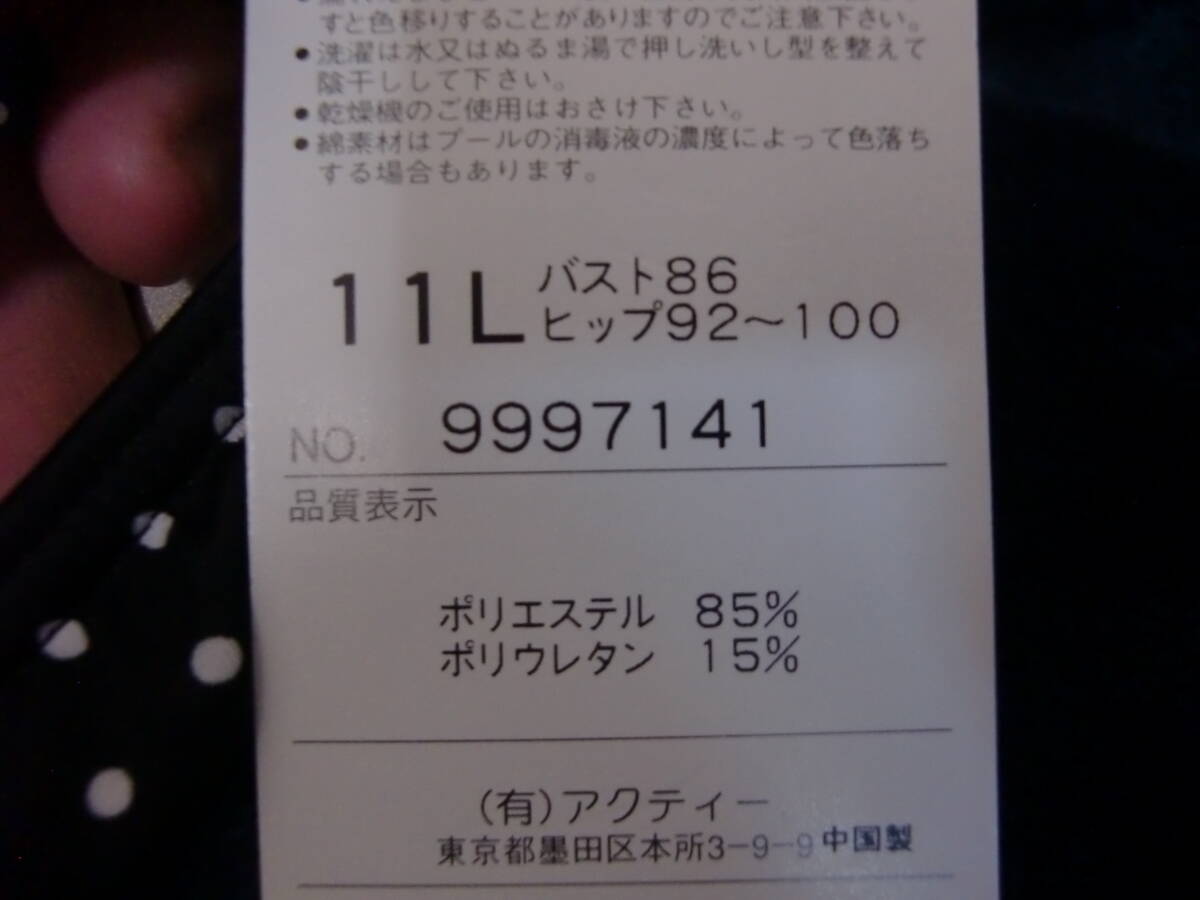 すと色移りすることがありますのでご注意下さい。
●洗濯は水又はぬるま湯で押し洗いし型を整えて
陰干しして下さい。
●乾燥機のご使用はおさけ下さい。
●綿素材はプールの消毒液の濃度によって色落ち
する場合もあります。
11L バスト86
ヒップ92～100
NO. 9997141
品質表示
ポリエステル 85%
ポリウレタン 15%
(有)アクティー
東京都墨田区本所3-9-9 中国製